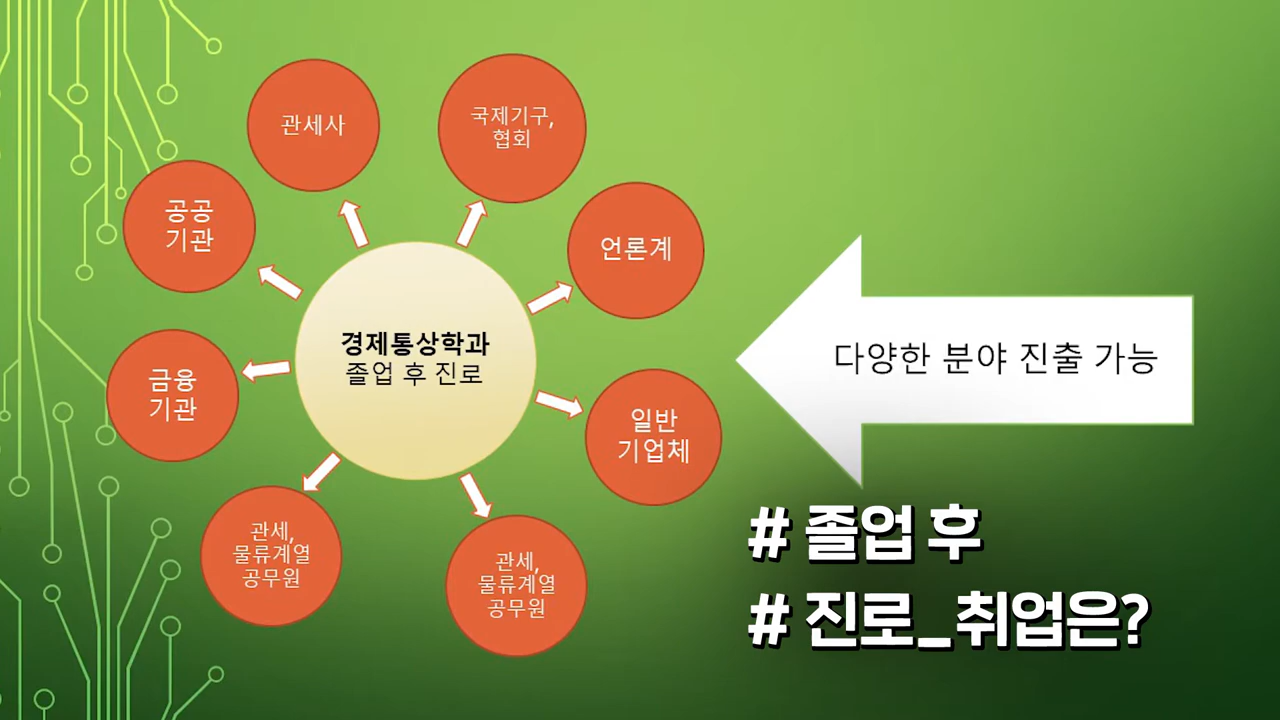 관세사
국제기구,
협회
공공
기관
언론계
경제통상학과
졸업 후 진로
다양한 분야 진출 가능
금융
기관
일반
기업체
관세,
물류계열
공무원
관세,
물류계열
공무원
# 졸업 후
# 진로_취업은?